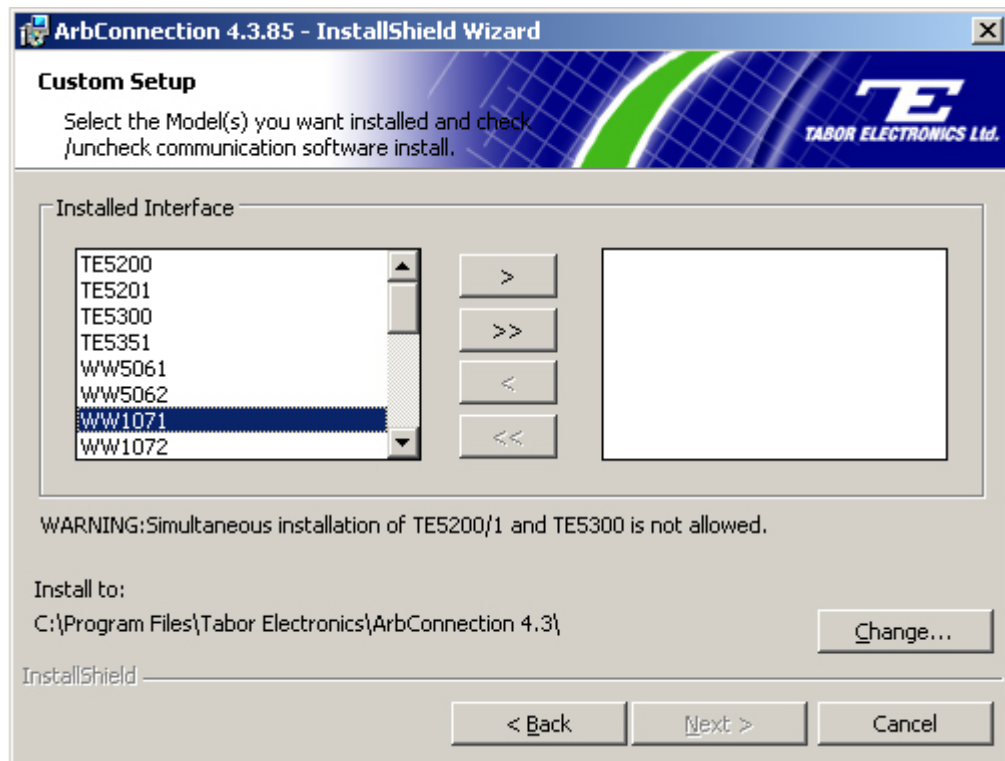 ArbConnection 4.3.85 - InstallShield Wizard
Custom Setup
Select the Model(s) you want installed and check
/uncheck communication software install.
TE
TABOR ELECTRONICS Ltd.
Installed Interface
TE5200
TE5201
TE5300
TE5351
WW5061
WW5062
WW1071
WW1072
>
>>
<
<<
WARNING:Simultaneous installation of TE5200/1 and TE5300 is not allowed.
Install to:
C:\Program Files\Tabor Electronics\ArbConnection 4.3\
Change...
InstallShield
< Back
Next >
Cancel